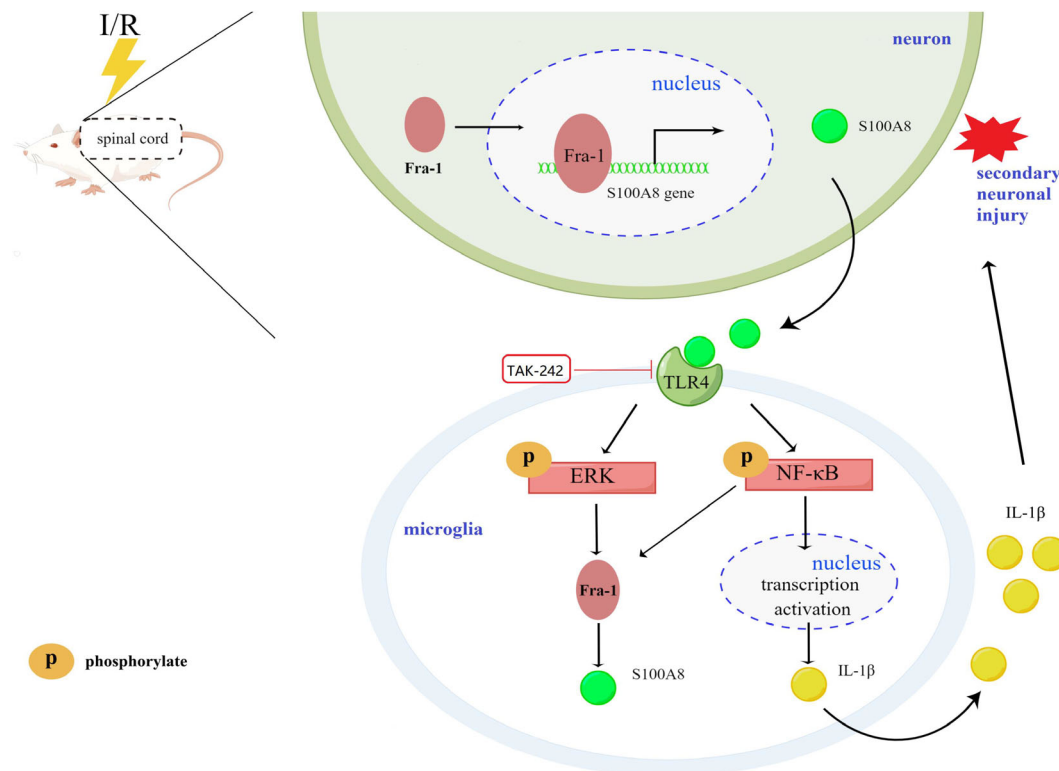 I/R
spinal cord
neuron
nucleus
Fra-1
Fra-1
S100A8 gene
S100A8
secondary
neuronal
injury
TAK-242
TLR4
p
ERK
p
NF-κB
microglia
nucleus
transcription
activation
Fra-1
IL-1β
S100A8
IL-1β
p
phosphorylate